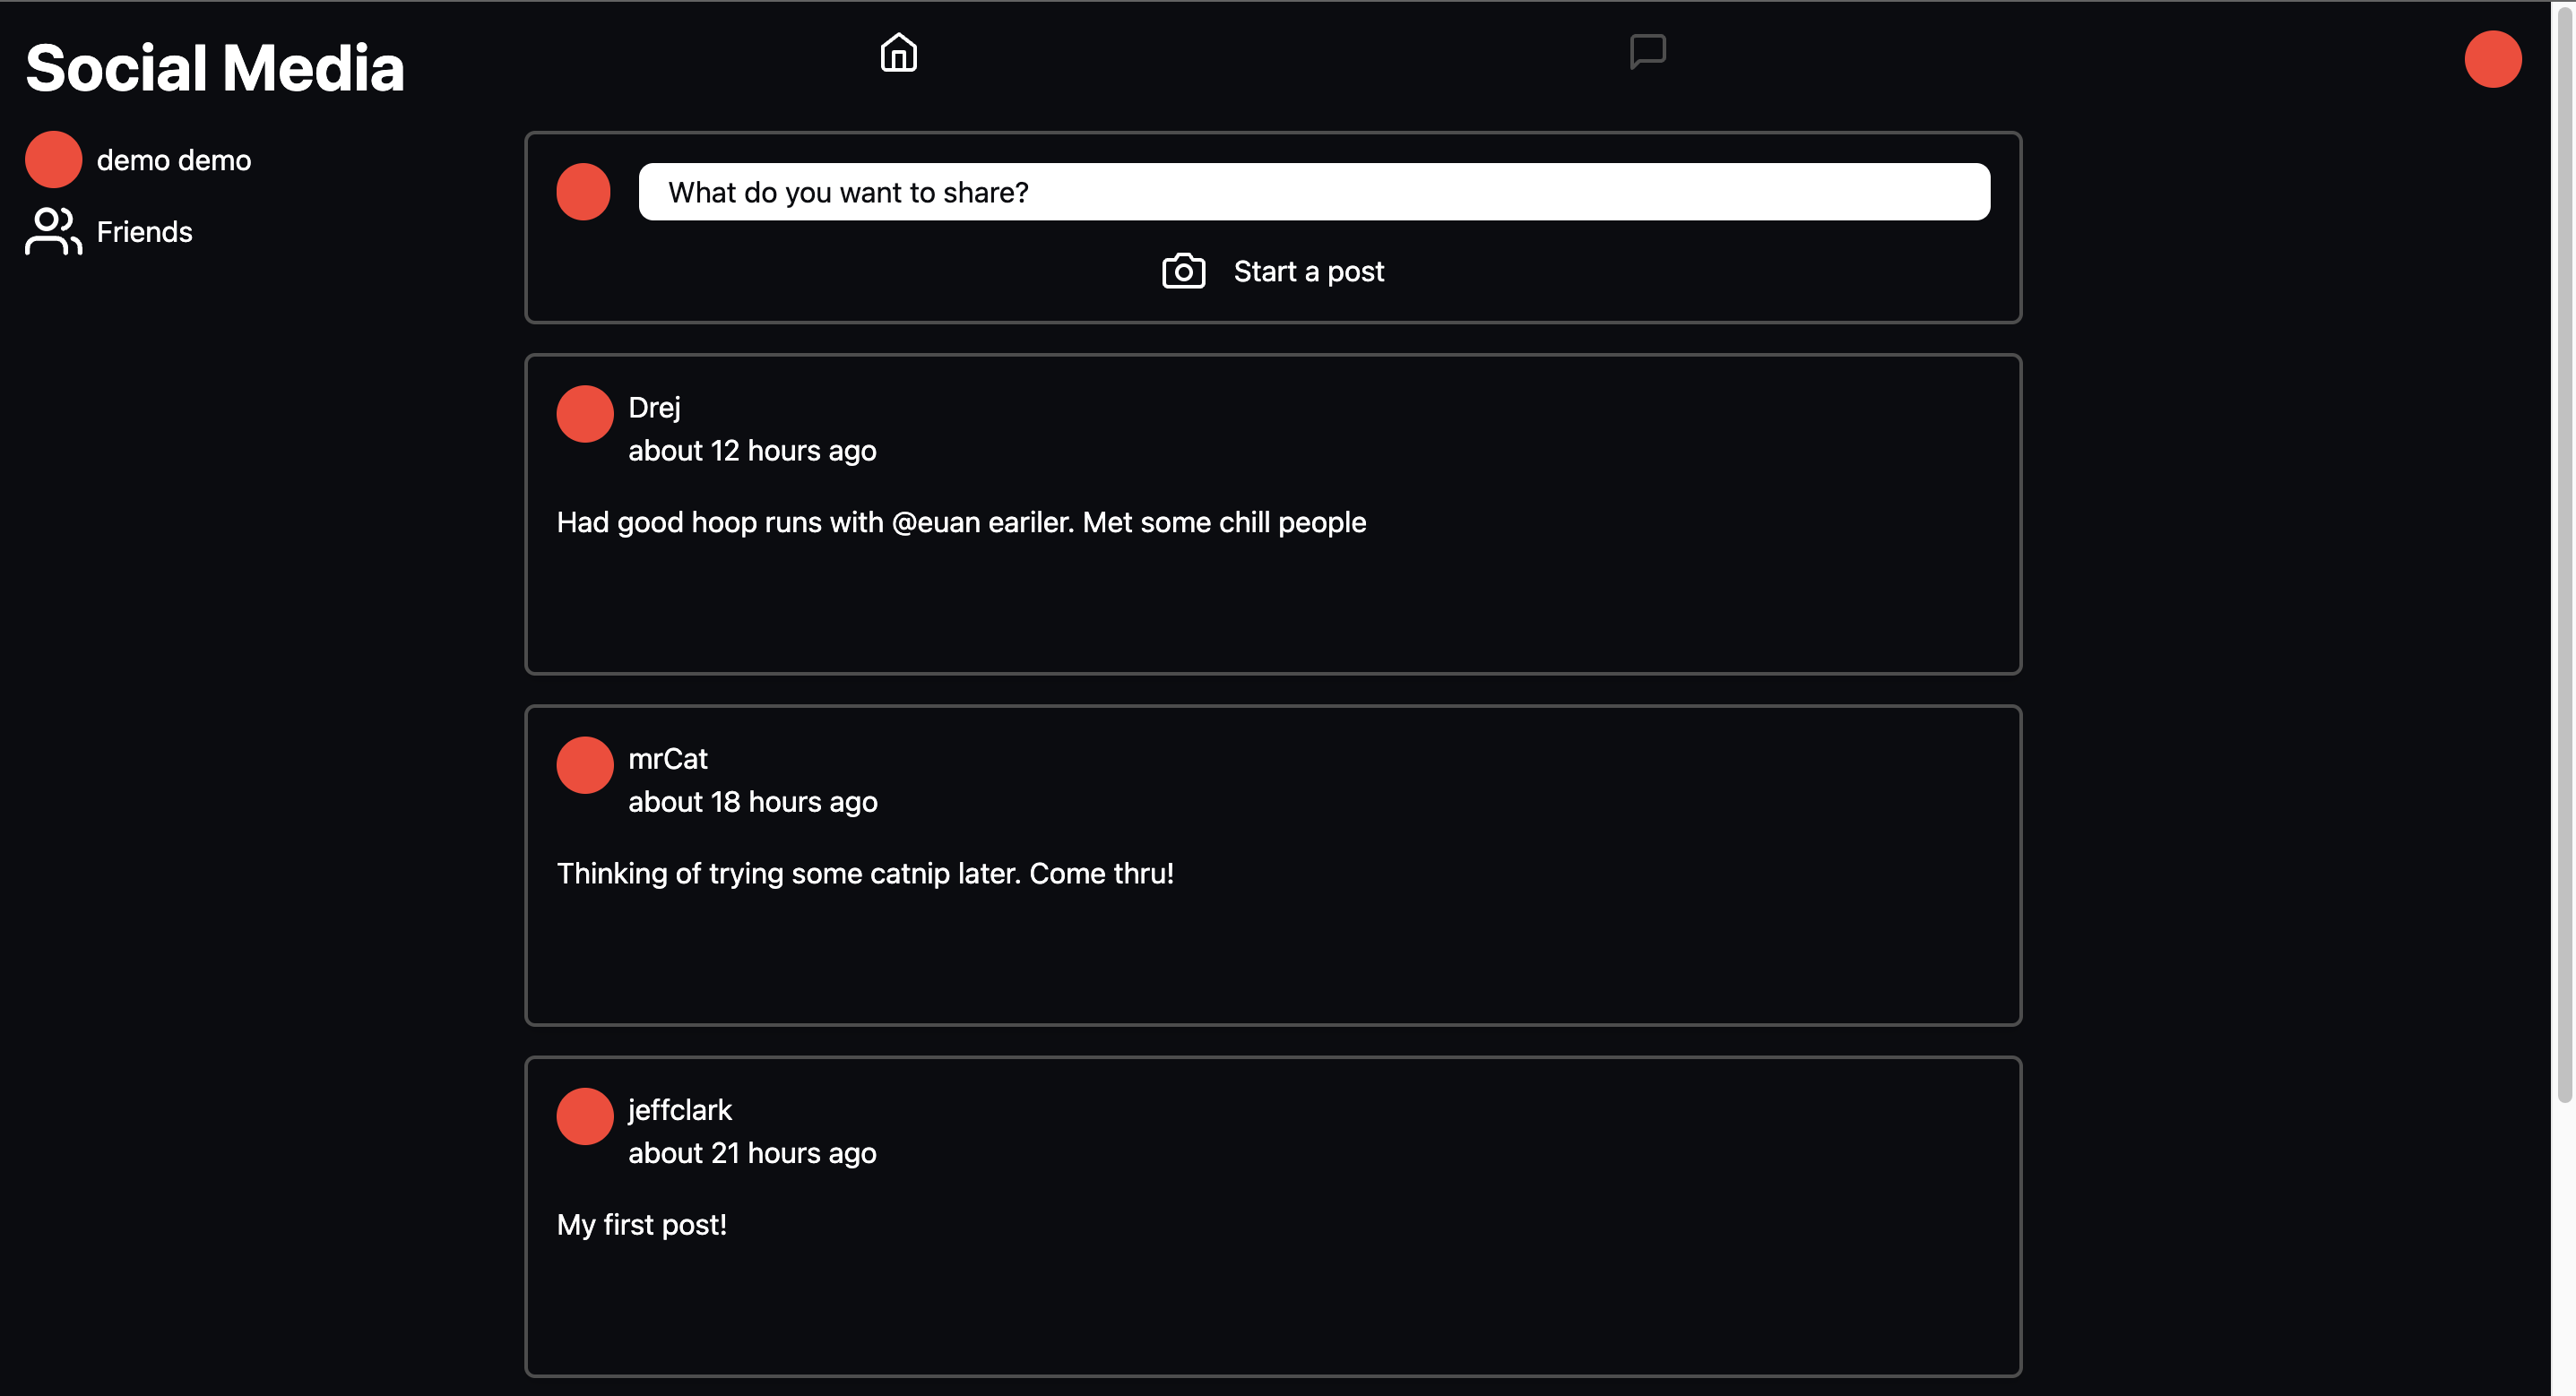 Social Media
demo demo
Friends
What do you want to share?
Start a post
Drej
about 12 hours ago
Had good hoop runs with @euan eariler. Met some chill people
mrCat
about 18 hours ago
Thinking of trying some catnip later. Come thru!
jeffclark
about 21 hours ago
My first post!